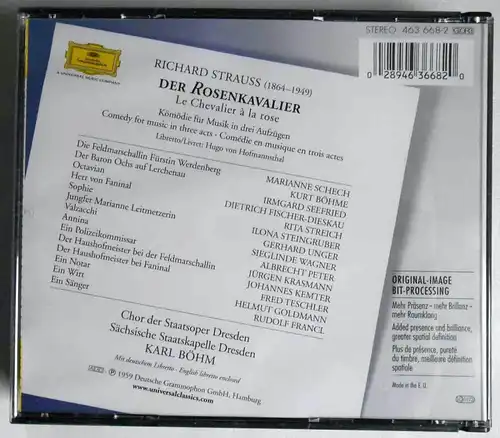 STEREO 463 668-2
0 28946 36682 0
Deutsche
Grammophon
A UNIVERSAL MUSIC COMPANY
RICHARD STRAUSS (1864–1949)
DER ROSENKAVALIER
Le Chevalier à la rose
Komödie für Musik in drei Aufzügen
Comedy for music in three acts · Comédie en musique en trois actes
Libretto/Livret: Hugo von Hofmannsthal
Die Feldmarschallin Fürstin Werdenberg MARIANNE SCHECH
Der Baron Ochs auf Lerchenau KURT BÖHME
Octavian IRMGARD SEEFRIED
Herr von Faninal DIETRICH FISCHER-DIESKAU
Sophie RITA STREICH
Jungfer Marianne Leitmetzerin ILONA STEINGRUBER
Valzacchi GERHARD UNGER
Annina SIEGLINDE WAGNER
Ein Polizeikommissar ALBRECHT PETER
Der Haushofmeister bei der Feldmarschallin JÜRGEN KRASMANN
Der Haushofmeister bei Faninal JOHANNES KEMTER
Ein Notar FRED TESCHLER
Ein Wirt HELMUT GOLDMANN
Ein Sänger RUDOLF FRANCL
Chor der Staatsoper Dresden
Sächsische Staatskapelle Dresden
KARL BÖHM
Mit deutschem Libretto · English libretto enclosed
℗ 1959 Deutsche Grammophon GmbH, Hamburg
www.universalclassics.com
ORIGINAL-IMAGE
BIT-PROCESSING
Mehr Präsenz - mehr Brillanz -
mehr Raumklang
Added presence and brilliance,
greater spatial definition
Plus de présence, pureté
du timbre, meilleure définition
spatiale
Made in the E.U.